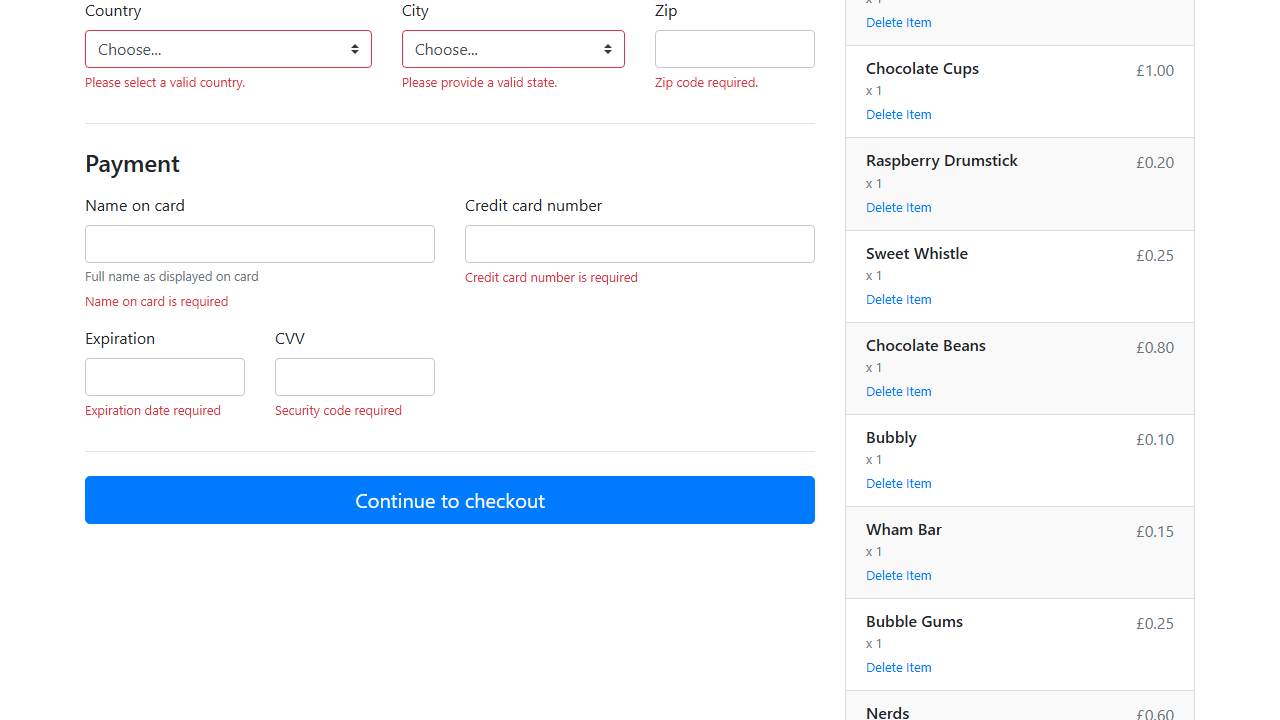 Country
City
Zip
Choose...
Choose...
Please select a valid country.
Please provide a valid state.
Zip code required.
Payment
Name on card
Credit card number
Full name as displayed on card
Credit card number is required
Name on card is required
Expiration
CVV
Expiration date required
Security code required
Continue to checkout
Delete Item
Chocolate Cups
£1.00
x 1
Delete Item
Raspberry Drumstick
£0.20
x 1
Delete Item
Sweet Whistle
£0.25
x 1
Delete Item
Chocolate Beans
£0.80
x 1
Delete Item
Bubbly
£0.10
x 1
Delete Item
Wham Bar
£0.15
x 1
Delete Item
Bubble Gums
£0.25
x 1
Delete Item
Nerds
£0.60